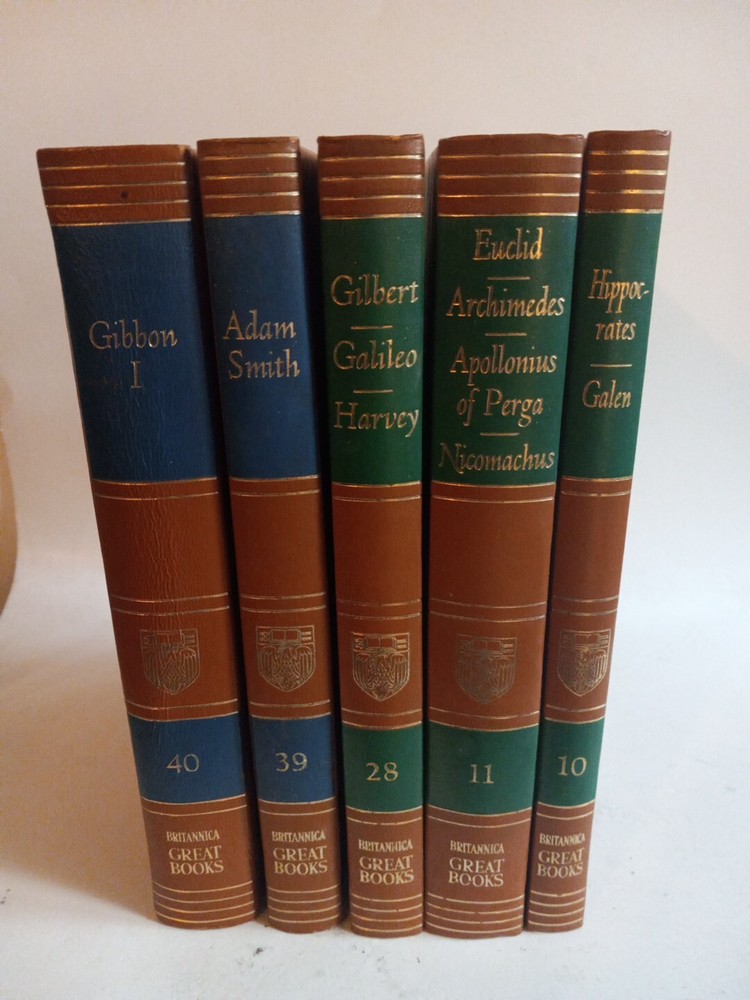 Gibbon
I
40
BRITANNICA
GREAT
BOOKS
Adam
Smith
39
BRITANNICA
GREAT
BOOKS
Gilbert
Galileo
Harvey
28
BRITANNICA
GREAT
BOOKS
Euclid
Archimedes
Apollonius
of Perga
Nicomachus
11
BRITANNICA
GREAT
BOOKS
Hippoc-
rates
Galen
10
BRITANNICA
GREAT
BOOKS